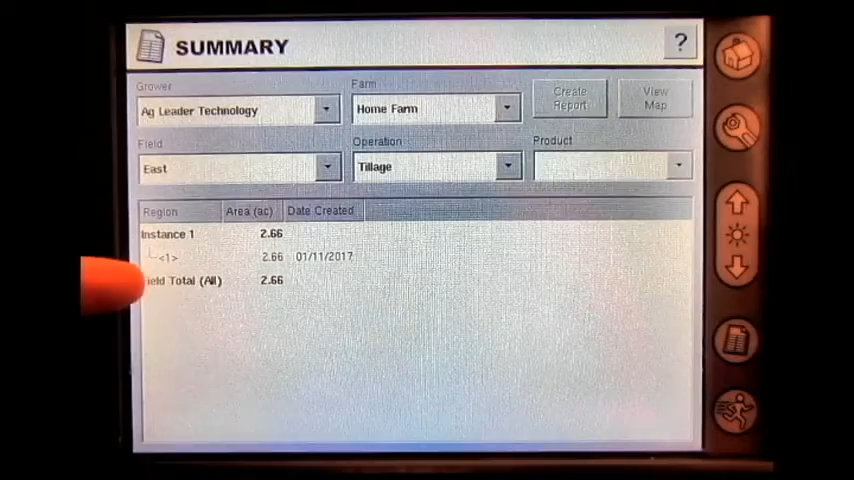 SUMMARY
?
Grower
Farm
Ag Leader Technology
Home Farm
Create Report
View Map
Field
Operation
Product
East
Tillage
Region Area (ac) Date Created
Instance 1 2.66
<1> 2.66 01/11/2017
ield Total (All) 2.66